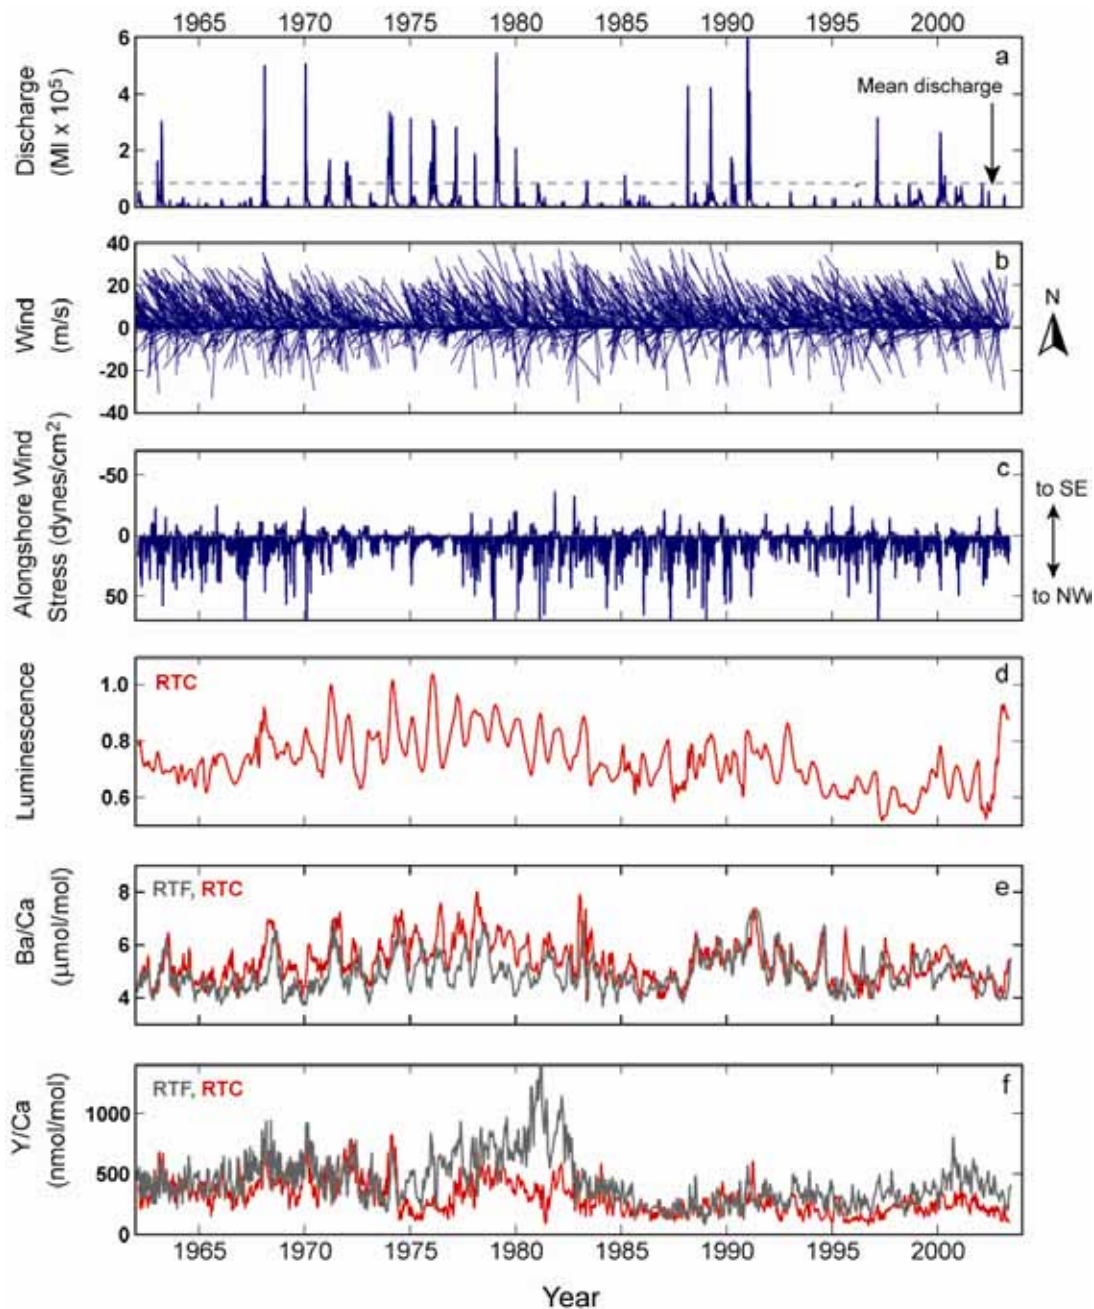 1965 1970 1975 1980 1985 1990 1995 2000
Discharge
(Ml x 10⁵)
6
4
2
0
a
Mean discharge
Wind
(m/s)
40
20
0
-20
-40
b
N
Alongshore Wind
Stress (dynes/cm²)
-50
0
50
c
to SE
to NW
Luminescence
1.0
0.8
0.6
RTC
d
Ba/Ca
(μmol/mol)
8
6
4
RTF, RTC
e
Y/Ca
(nmol/mol)
1000
500
0
RTF, RTC
f
1965 1970 1975 1980 1985 1990 1995 2000
Year